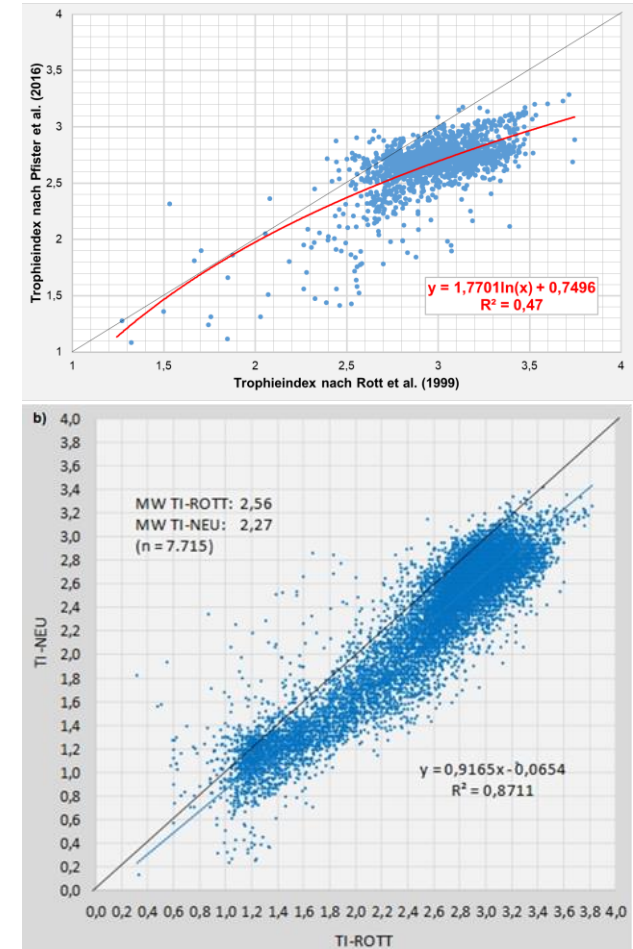 4
3,5
3
2,5
2
1,5
1
Trophieindex nach Pfister et al. (2016)
y = 1,7701ln(x) + 0,7496
R² = 0,47
1 1,5 2 2,5 3 3,5 4
Trophieindex nach Rott et al. (1999)
b)
4,0
3,8
3,6
3,4
3,2
3,0
2,8
2,6
2,4
2,2
2,0
1,8
1,6
1,4
1,2
1,0
0,8
0,6
0,4
0,2
0,0
TI-NEU
MW TI-ROTT: 2,56
MW TI-NEU: 2,27
(n = 7.715)
y = 0,9165x - 0,0654
R² = 0,8711
0,0 0,2 0,4 0,6 0,8 1,0 1,2 1,4 1,6 1,8 2,0 2,2 2,4 2,6 2,8 3,0 3,2 3,4 3,6 3,8 4,0
TI-ROTT